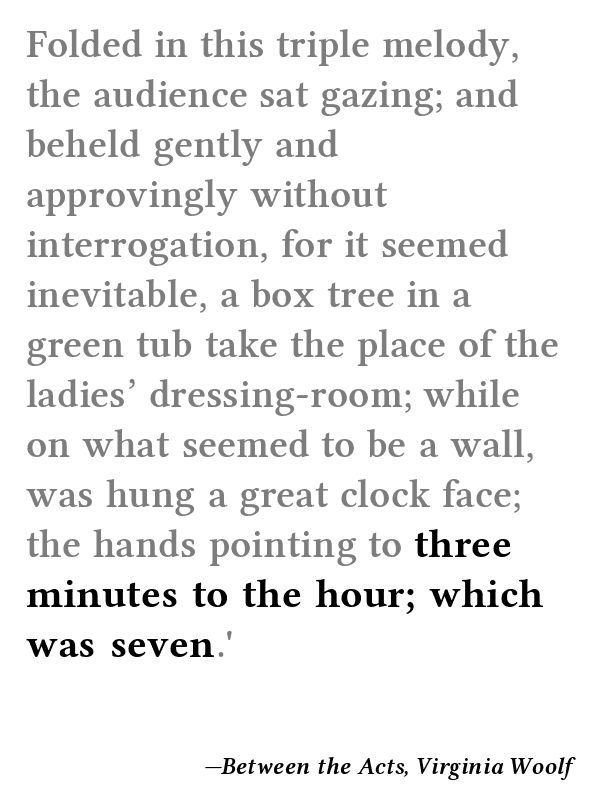 Folded in this triple melody,
the audience sat gazing; and
beheld gently and
approvingly without
interrogation, for it seemed
inevitable, a box tree in a
green tub take the place of the
ladies’ dressing-room; while
on what seemed to be a wall,
was hung a great clock face;
the hands pointing to three
minutes to the hour; which
was seven.'
—Between the Acts, Virginia Woolf